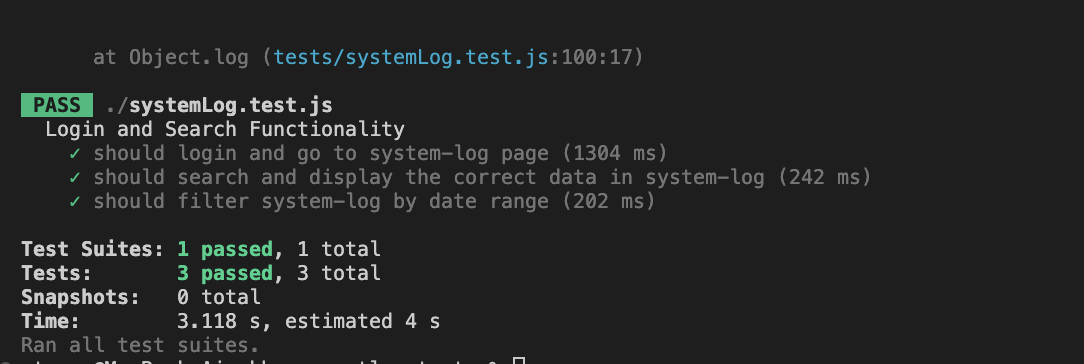 at Object.log (tests/systemLog.test.js:100:17)
PASS ./systemLog.test.js
Login and Search Functionality
✓ should login and go to system-log page (1304 ms)
✓ should search and display the correct data in system-log (242 ms)
✓ should filter system-log by date range (202 ms)
Test Suites: 1 passed, 1 total
Tests: 3 passed, 3 total
Snapshots: 0 total
Time: 3.118 s, estimated 4 s
Ran all test suites.